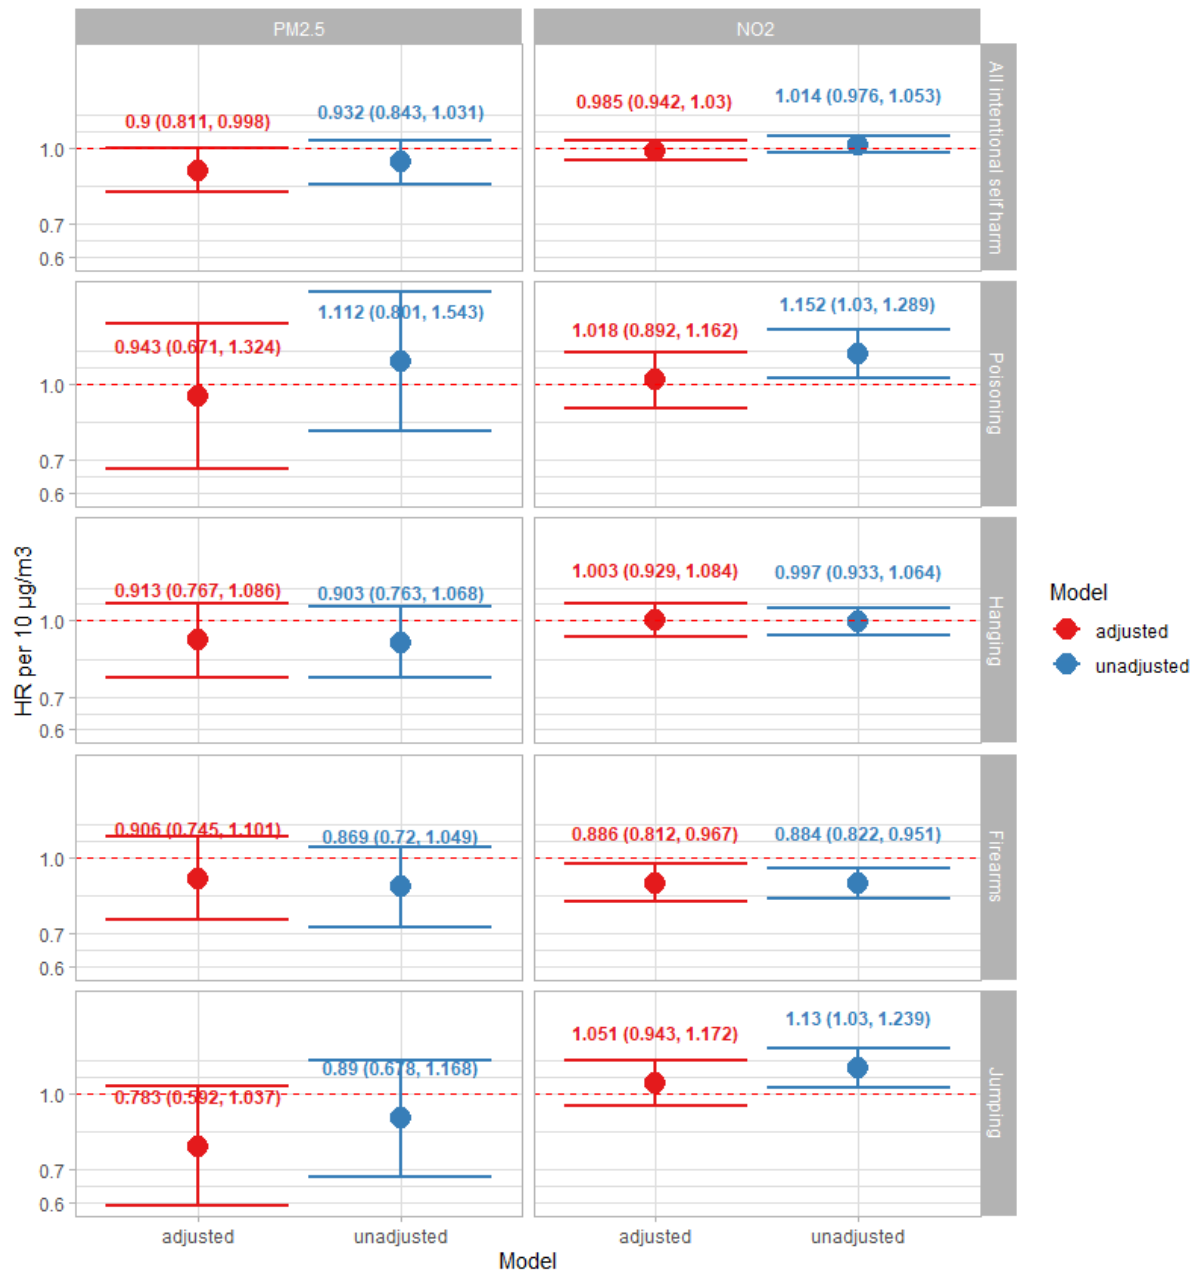 PM2.5
NO2
All intentional self harm
0.9 (0.811, 0.998)
0.932 (0.843, 1.031)
0.985 (0.942, 1.03)
1.014 (0.976, 1.053)
1.0
0.7
0.6
Poisoning
0.943 (0.671, 1.324)
1.112 (0.801, 1.543)
1.018 (0.892, 1.162)
1.152 (1.03, 1.289)
1.0
0.7
0.6
Hanging
0.913 (0.767, 1.086)
0.903 (0.763, 1.068)
1.003 (0.929, 1.084)
0.997 (0.933, 1.064)
1.0
0.7
0.6
HR per 10 µg/m3
Firearms
0.906 (0.745, 1.101)
0.869 (0.72, 1.049)
0.886 (0.812, 0.967)
0.884 (0.822, 0.951)
1.0
0.7
0.6
Jumping
0.783 (0.592, 1.037)
0.89 (0.678, 1.168)
1.051 (0.943, 1.172)
1.13 (1.03, 1.239)
1.0
0.7
0.6
adjusted
unadjusted
adjusted
unadjusted
Model
Model
adjusted
unadjusted